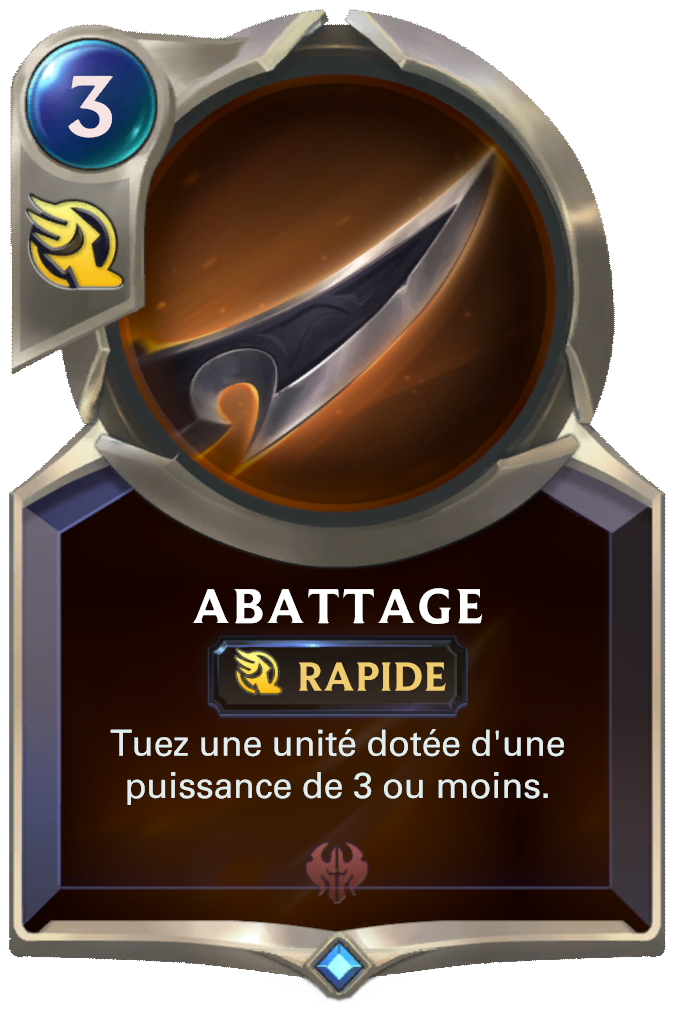 3
ABATTAGE
RAPIDE
Tuez une unité dotée d'une
puissance de 3 ou moins.